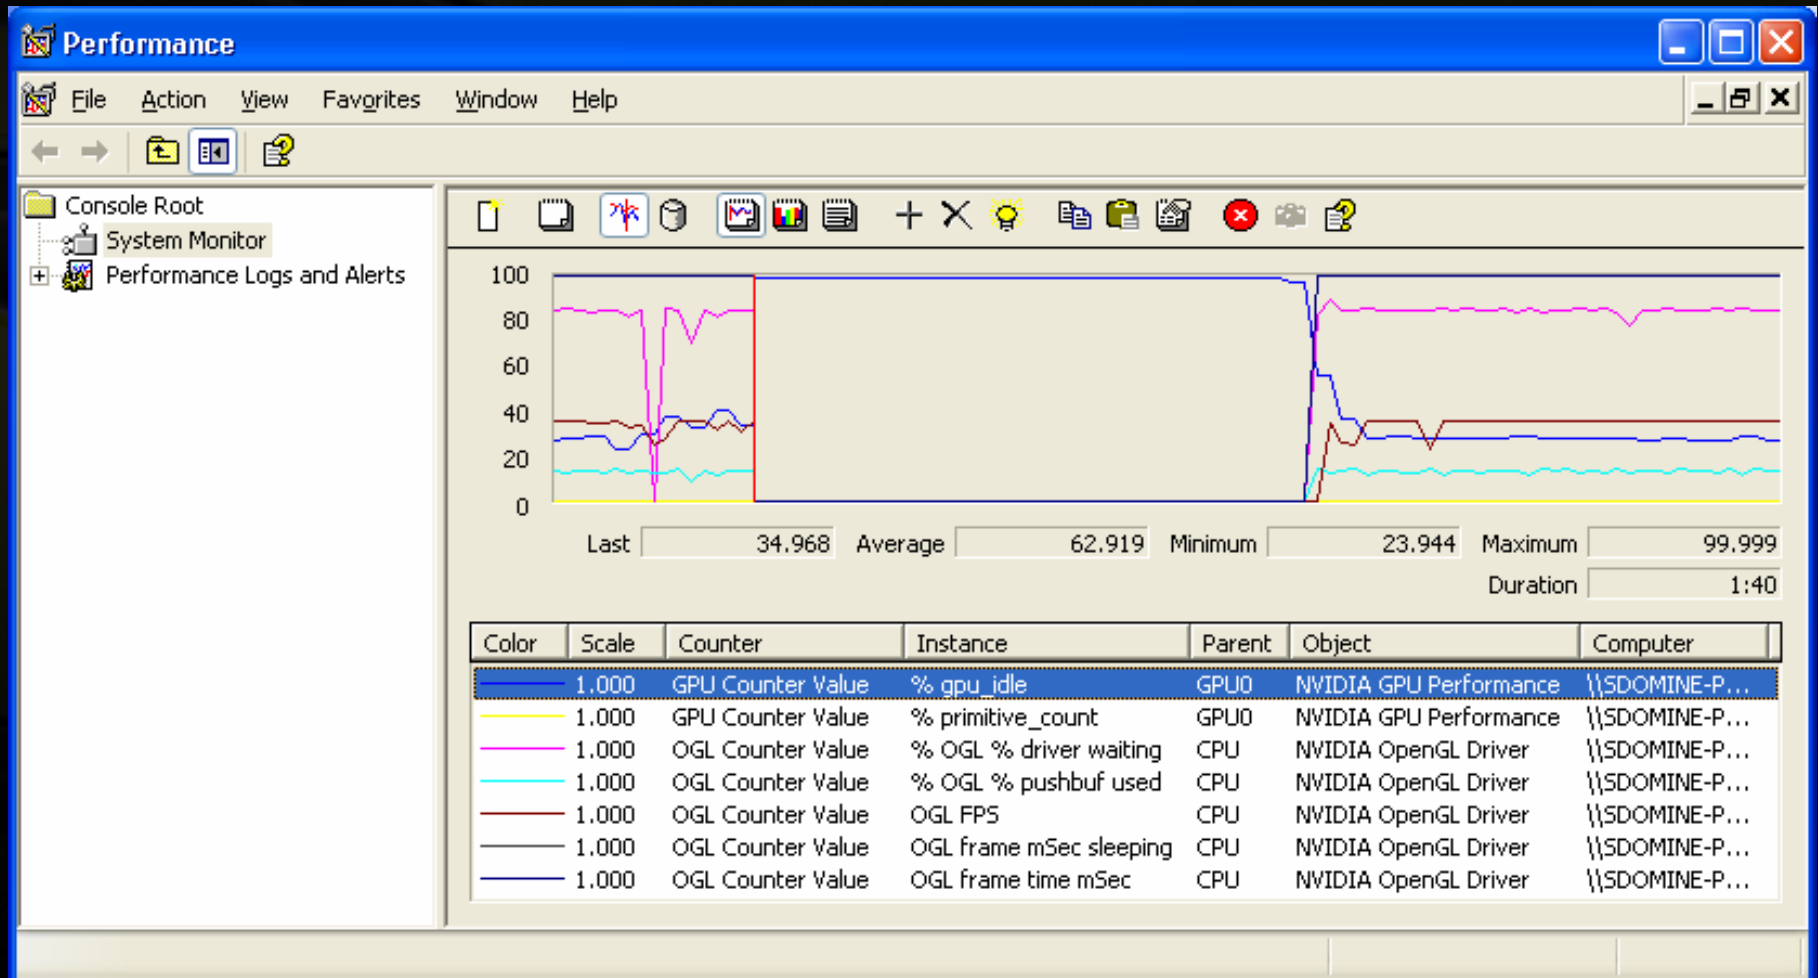 Performance
File Action View Favorites Window Help
Console Root
System Monitor
Performance Logs and Alerts
100
80
60
40
20
0
Last 34.968 Average 62.919 Minimum 23.944 Maximum 99.999
Duration 1:40
Color Scale Counter Instance Parent Object Computer
1.000 GPU Counter Value % gpu_idle GPU0 NVIDIA GPU Performance \\SDOMINE-P...
1.000 GPU Counter Value % primitive_count GPU0 NVIDIA GPU Performance \\SDOMINE-P...
1.000 OGL Counter Value % OGL % driver waiting CPU NVIDIA OpenGL Driver \\SDOMINE-P...
1.000 OGL Counter Value % OGL % pushbuf used CPU NVIDIA OpenGL Driver \\SDOMINE-P...
1.000 OGL Counter Value OGL FPS CPU NVIDIA OpenGL Driver \\SDOMINE-P...
1.000 OGL Counter Value OGL frame mSec sleeping CPU NVIDIA OpenGL Driver \\SDOMINE-P...
1.000 OGL Counter Value OGL frame time mSec CPU NVIDIA OpenGL Driver \\SDOMINE-P...